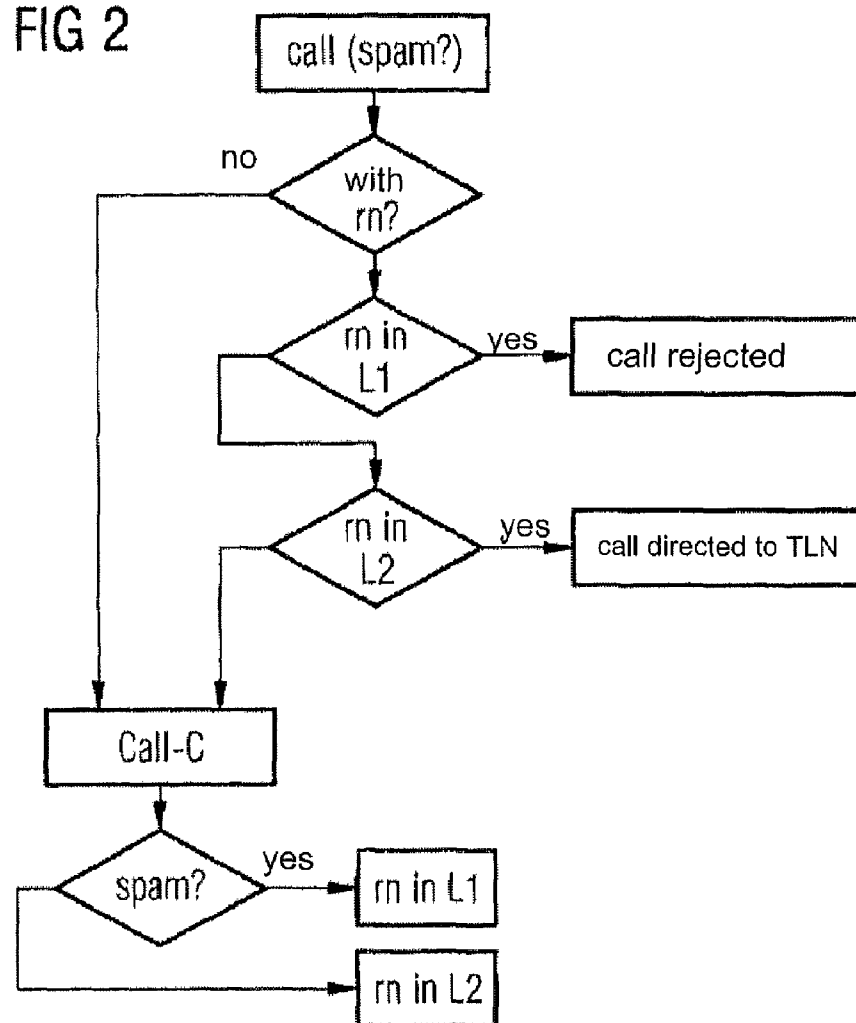 FIG 2
call (spam?)
no
with
rn?
rn in
L1
yes
call rejected
rn in
L2
yes
call directed to TLN
Call-C
spam?
yes
rn in L1
rn in L2